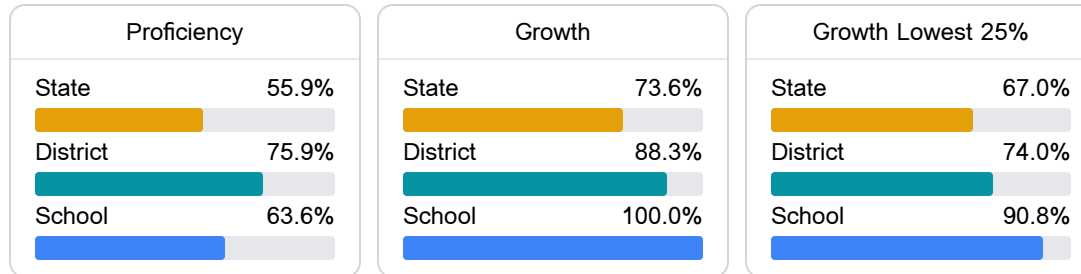 Proficiency
State 55.9%
District 75.9%
School 63.6%
Growth
State 73.6%
District 88.3%
School 100.0%
Growth Lowest 25%
State 67.0%
District 74.0%
School 90.8%